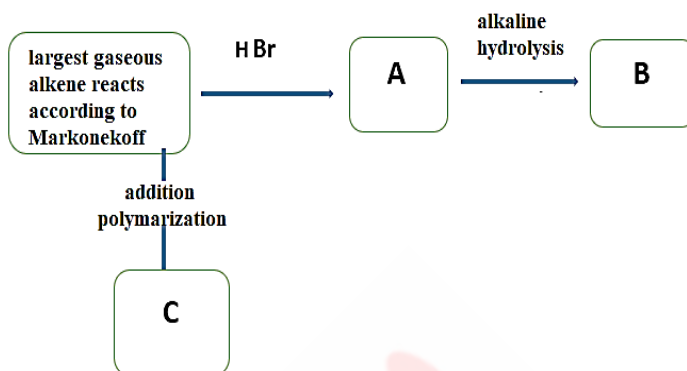 largest gaseous
alkene reacts
according to
Markonekoff
H Br
A
alkaline
hydrolysis
B
addition
polymarization
C